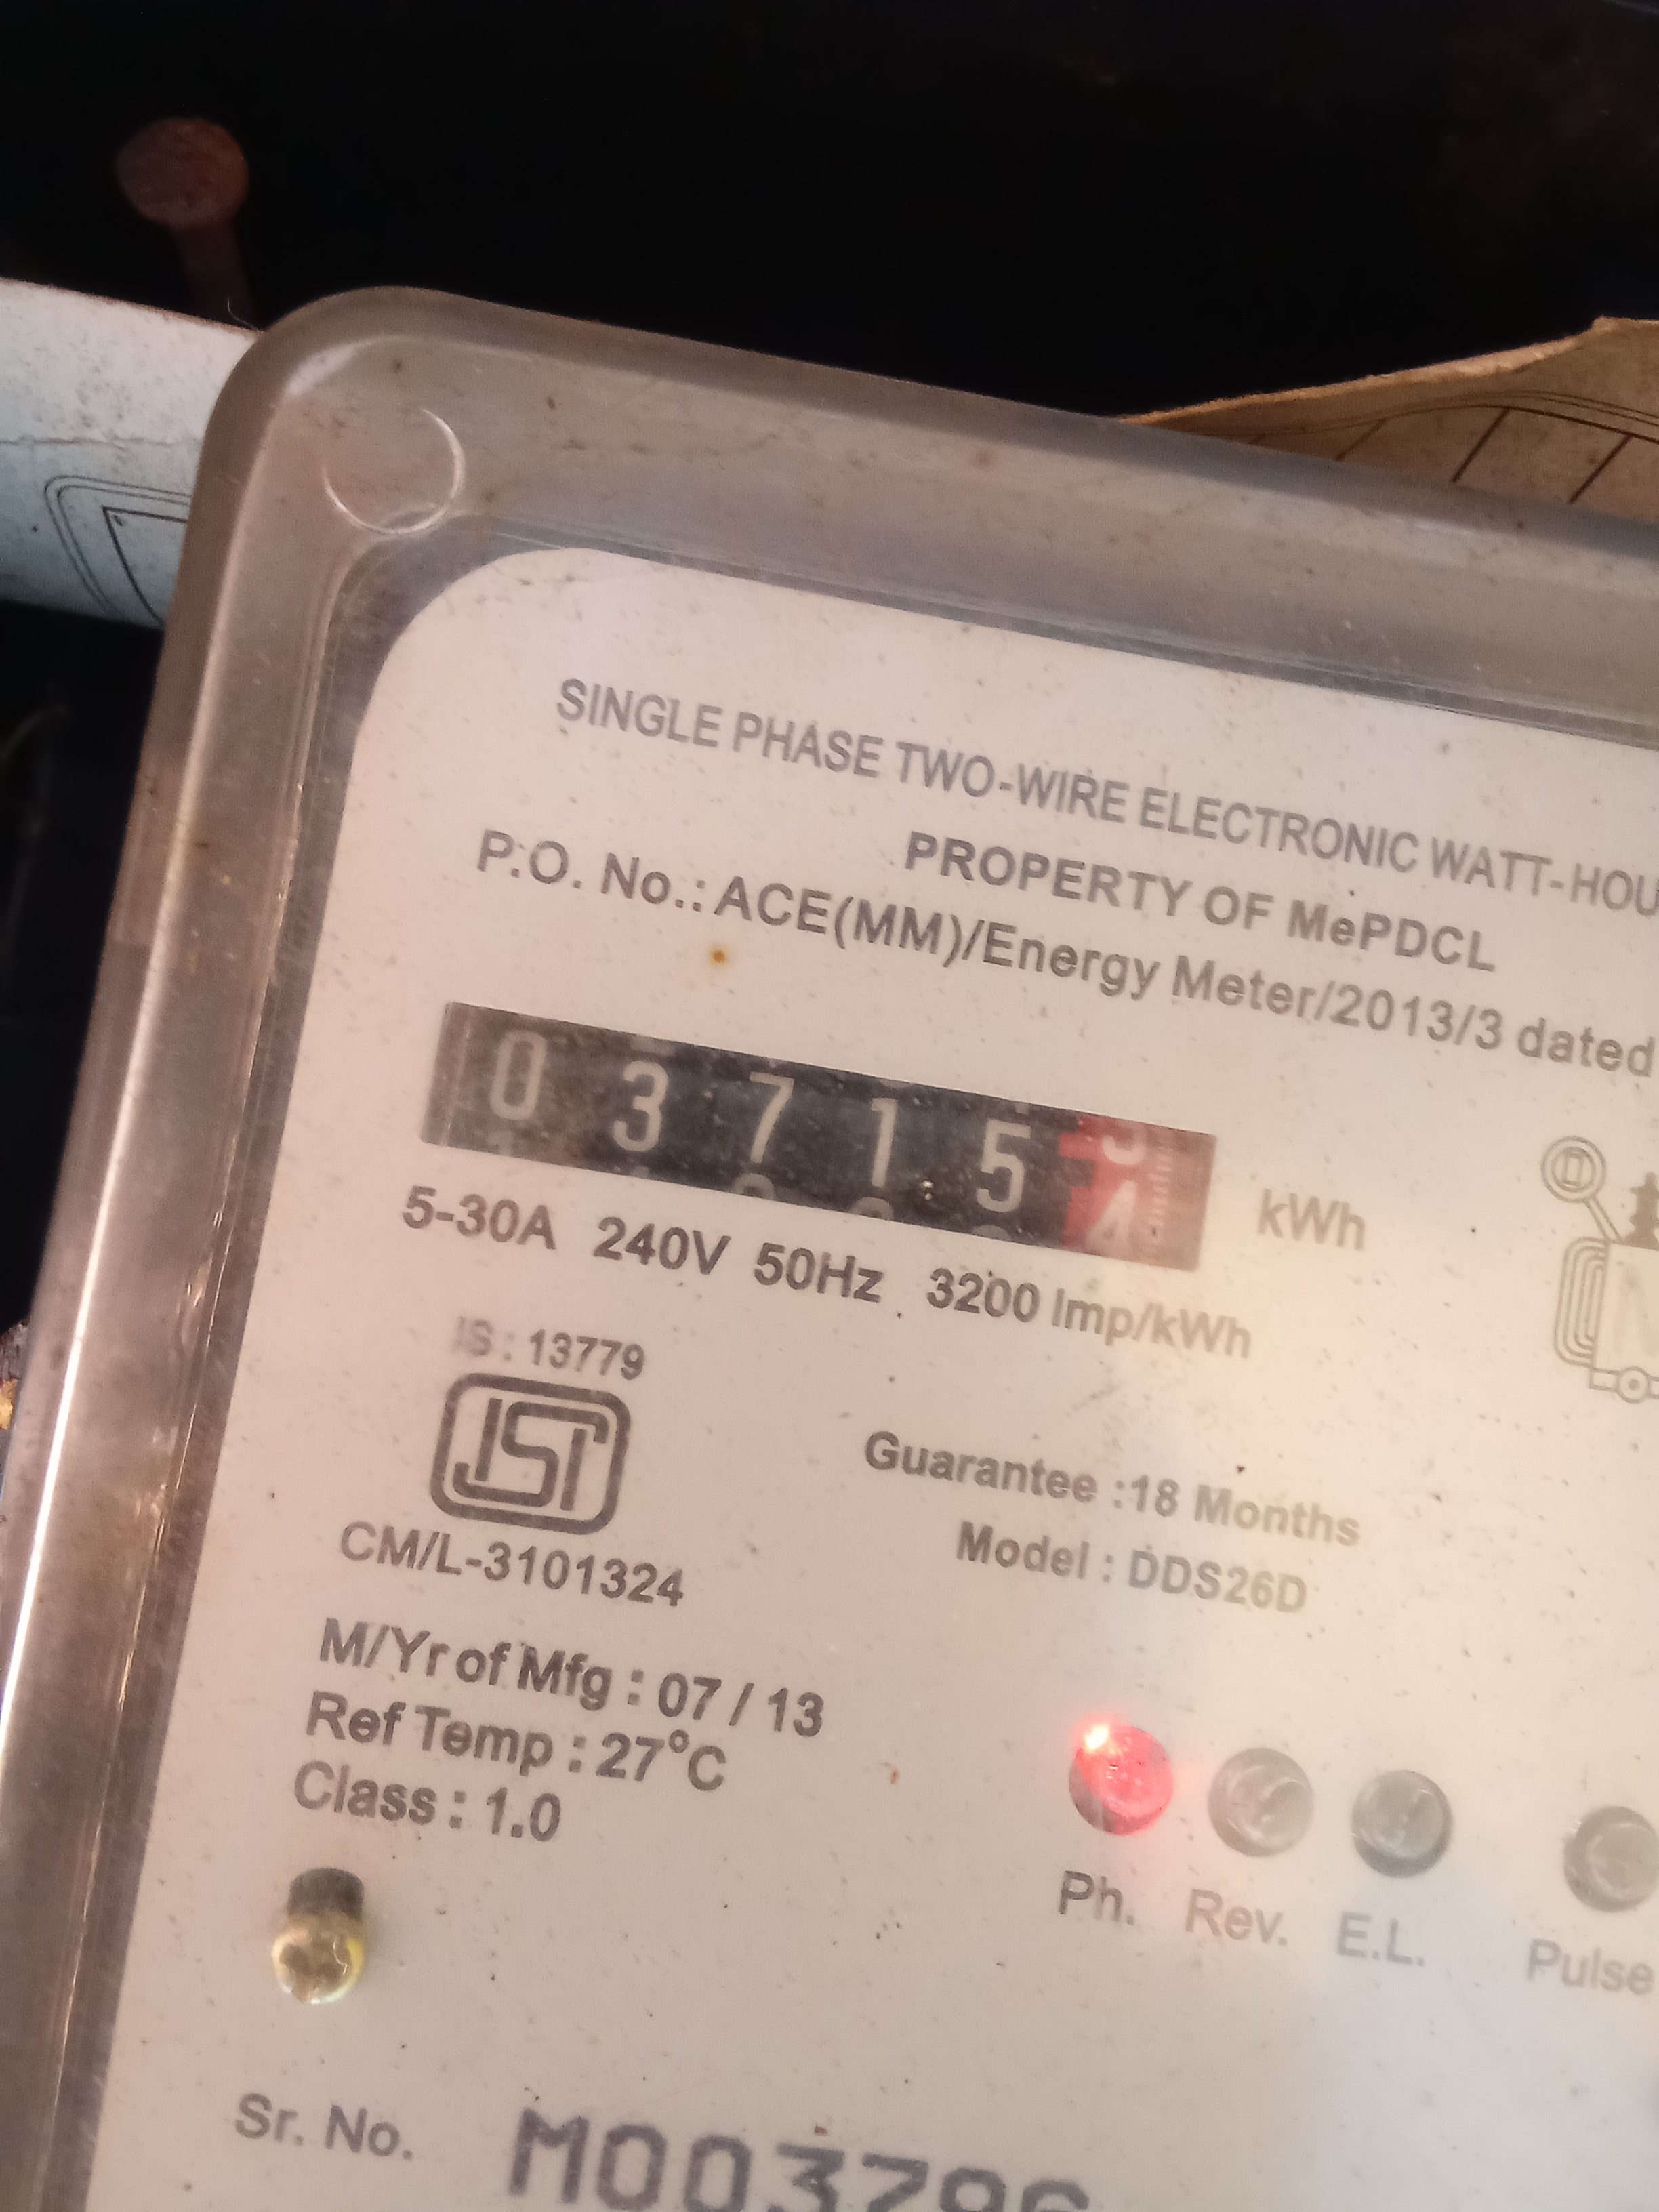 SINGLE PHASE TWO-WIRE ELECTRONIC WATT-HOU
PROPERTY OF MePDCL
P.O. No.: ACE(MM)/Energy Meter/2013/3 dated
0 3 7 1 5 kWh
5-30A 240V 50Hz 3200 Imp/kWh
IS : 13779
ISI
CM/L-3101324
Guarantee :18 Months
Model : DDS26D
M/Yr of Mfg : 07 / 13
Ref Temp : 27°C
Class : 1.0
Ph. Rev. E.L. Pulse
Sr. No.